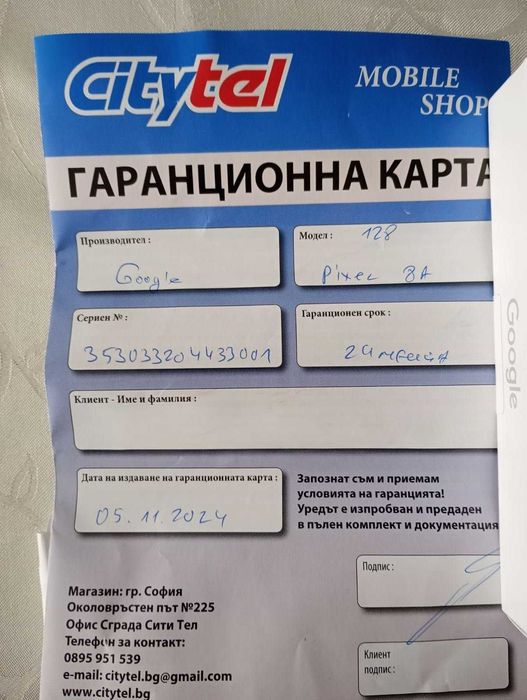 Citytel
MOBILE
SHOP
ГАРАНЦИОННА КАРТА
Производител :
Google
Модел :
128
Pixel 8A
Сериен № :
353033204433001
Гаранционен срок :
24 месеца
Клиент - Име и фамилия :
Дата на издаване на гаранционната карта :
05.11.2024
Запознат съм и приемам
условията на гаранцията!
Уредът е изпробван и предаден
в пълен комплект и документация
Подпис :
Клиент
подпис :
Магазин: гр. София
Околовръстен път №225
Офис Сграда Сити Тел
Телефон за контакт:
0895 951 539
e-mail: citytel.bg@gmail.com
www.citytel.bg
Google